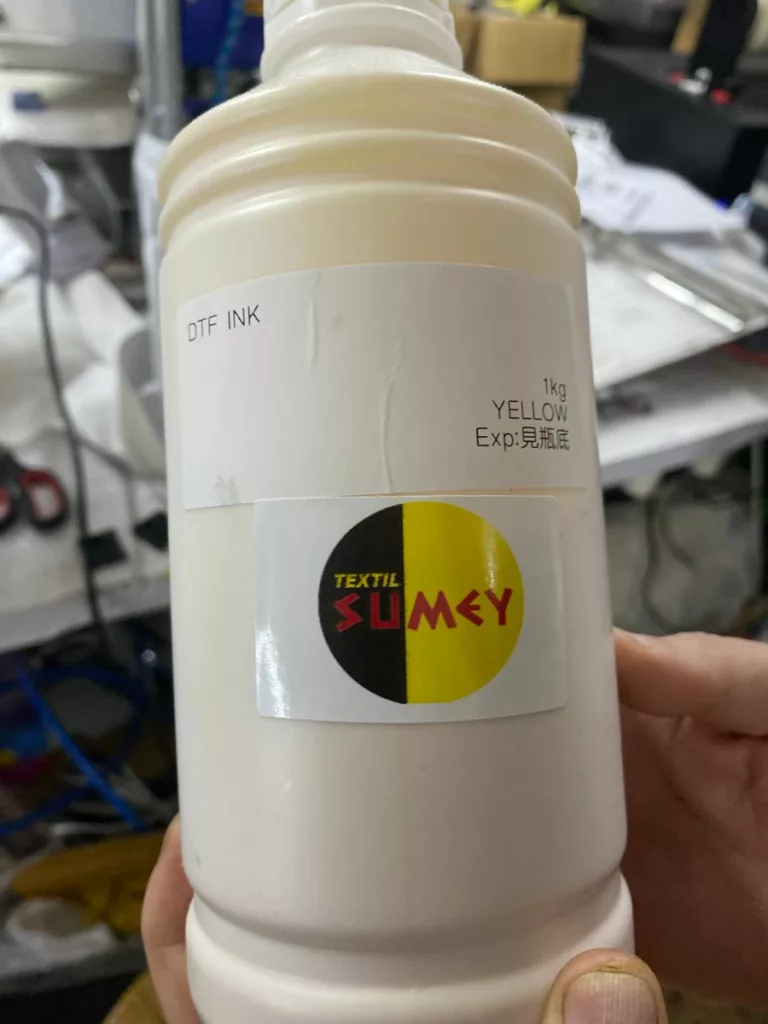 DTF INK
1kg
YELLOW
Exp:見瓶底
TEXTIL
SUMEY